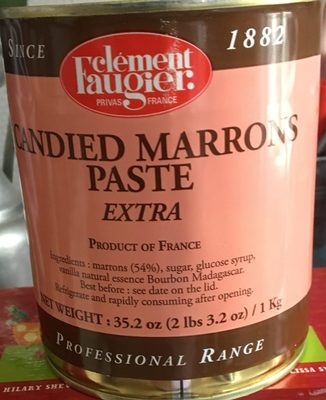 SINCE 1882
clément
Faugier.
PRIVAS FRANCE
CANDIED MARRONS
PASTE
EXTRA
PRODUCT OF FRANCE
Ingredients : marrons (54%), sugar, glucose syrup,
vanilla natural essence Bourbon Madagascar.
Best before : see date on the lid.
Refrigerate and rapidly consuming after opening.
NET WEIGHT : 35.2 oz (2 lbs 3.2 oz) / 1 Kg
PROFESSIONAL RANGE
HILARY